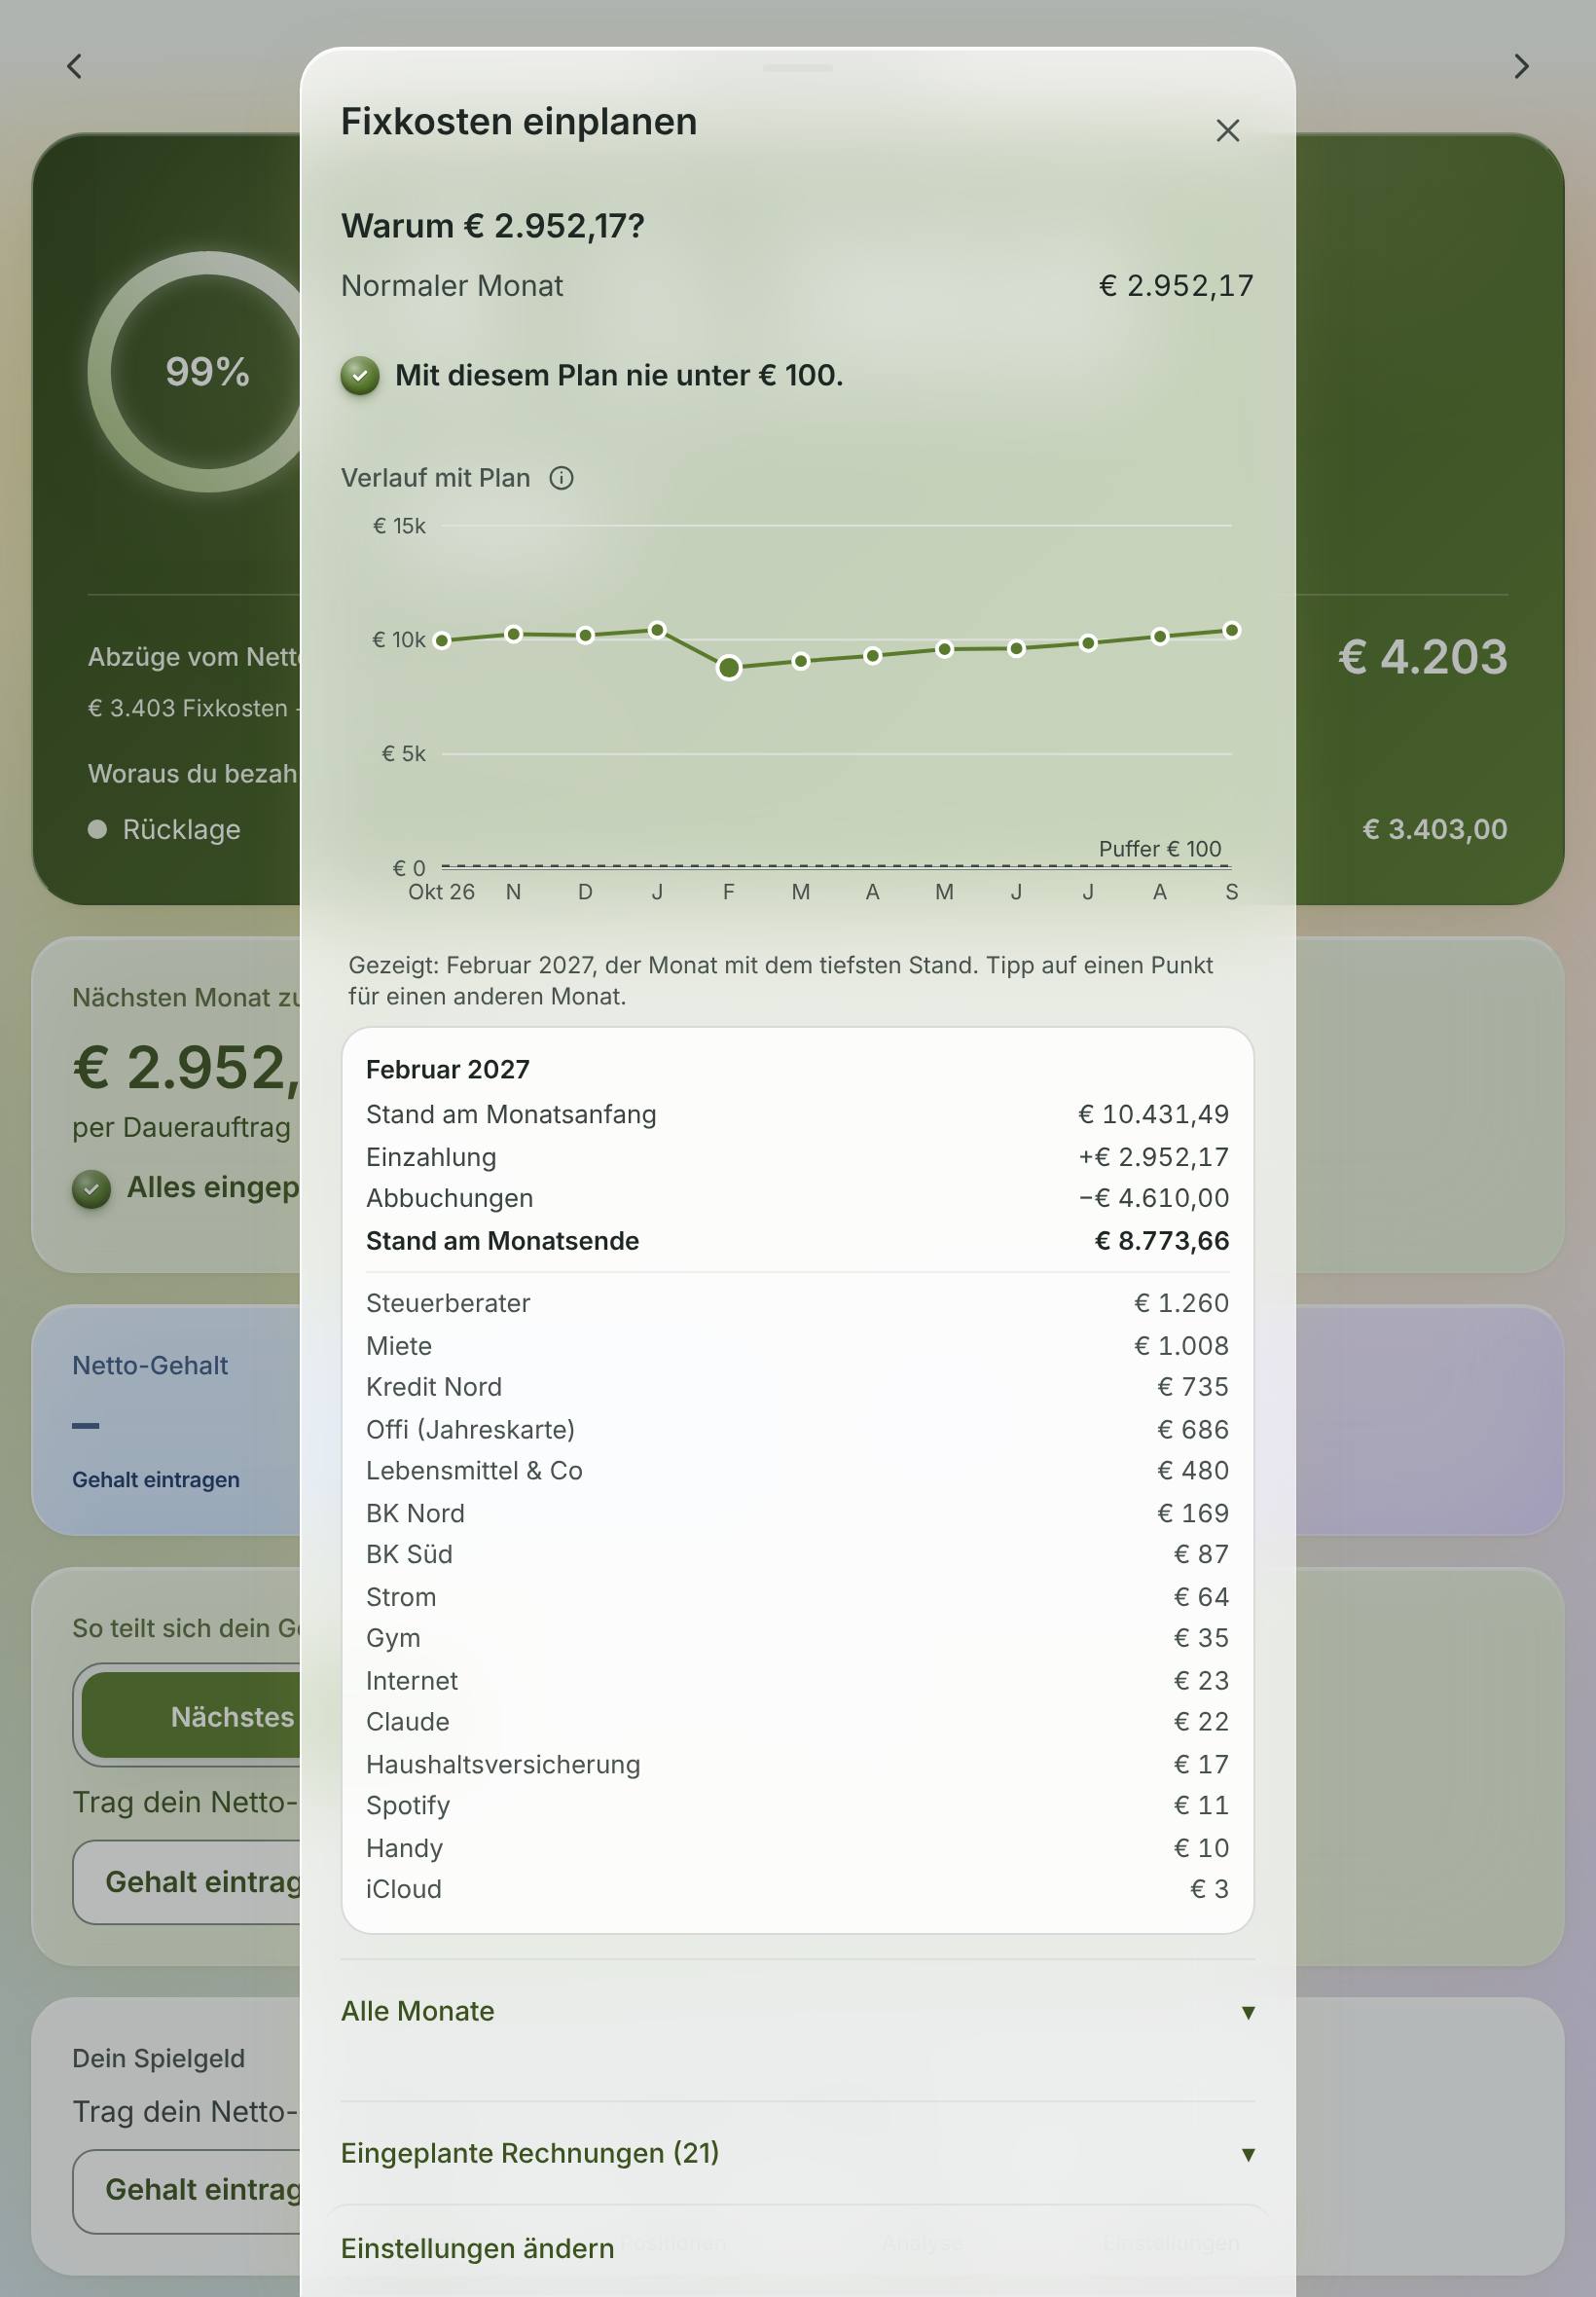 Fixkosten einplanen
Warum € 2.952,17?
Normaler Monat € 2.952,17
Mit diesem Plan nie unter € 100.
Verlauf mit Plan
€ 15k
€ 10k
€ 5k
Puffer € 100
€ 0
Okt 26 N D J F M A M J J A S
Gezeigt: Februar 2027, der Monat mit dem tiefsten Stand. Tipp auf einen Punkt
für einen anderen Monat.
Februar 2027
Stand am Monatsanfang € 10.431,49
Einzahlung +€ 2.952,17
Abbuchungen −€ 4.610,00
Stand am Monatsende € 8.773,66
Steuerberater € 1.260
Miete € 1.008
Kredit Nord € 735
Offi (Jahreskarte) € 686
Lebensmittel & Co € 480
BK Nord € 169
BK Süd € 87
Strom € 64
Gym € 35
Internet € 23
Claude € 22
Haushaltsversicherung € 17
Spotify € 11
Handy € 10
iCloud € 3
Alle Monate
Eingeplante Rechnungen (21)
Einstellungen ändern
99%
Abzüge vom Nett
€ 4.203
€ 3.403 Fixkosten
Woraus du bezah
Rücklage € 3.403,00
Nächsten Monat zu
€ 2.952,
per Dauerauftrag
Alles eingep
Netto-Gehalt
–
Gehalt eintragen
So teilt sich dein Ge
Nächstes
Trag dein Netto-
Gehalt eintrag
Dein Spielgeld
Trag dein Netto-
Gehalt eintrag
Positionen Analyse Einstellungen